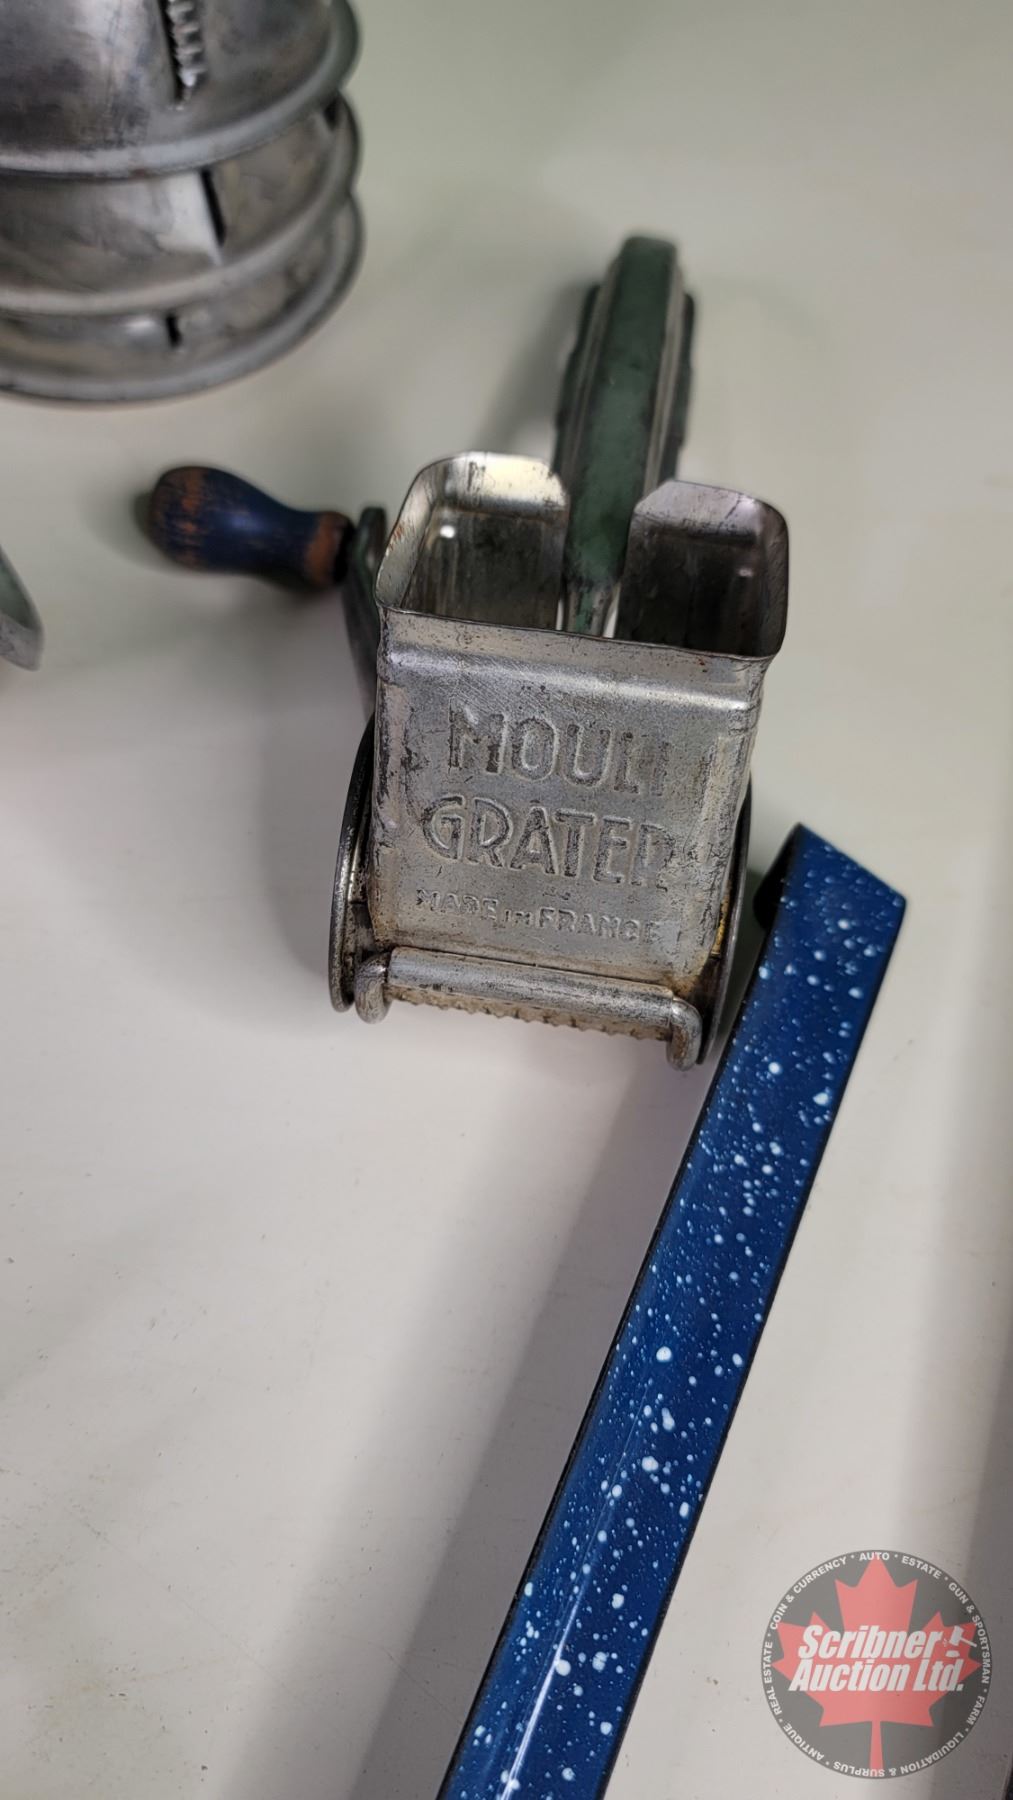 MOULI
GRATER
MADE IN FRANCE
Scribner
Auction Ltd.
ANTIQUE · REAL ESTATE · COIN & CURRENCY · AUTO · ESTATE · GUN & SPORTSMAN · FARM · LIQUIDATION & SURPLUS ·